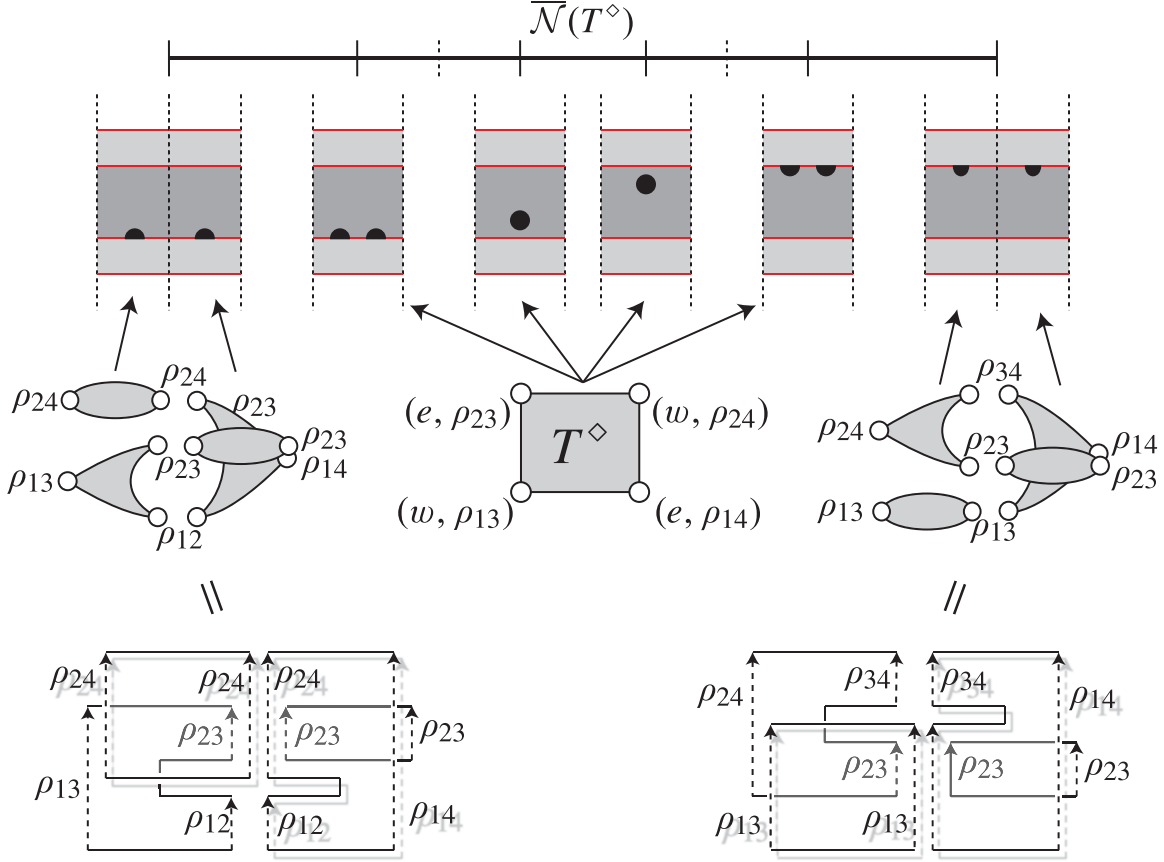 𝒩̅(T^◇)
ρ24 ρ24
ρ23
ρ23 ρ23
ρ13 ρ14
ρ12
(e, ρ23) (w, ρ24)
T^◇
(w, ρ13) (e, ρ14)
ρ34
ρ24 ρ23 ρ14
ρ23
ρ13 ρ13
ρ24 ρ24 ρ24
ρ23 ρ23 ρ23
ρ13 ρ12 ρ12 ρ14
ρ24 ρ34 ρ34 ρ14
ρ23 ρ23 ρ23
ρ13 ρ13